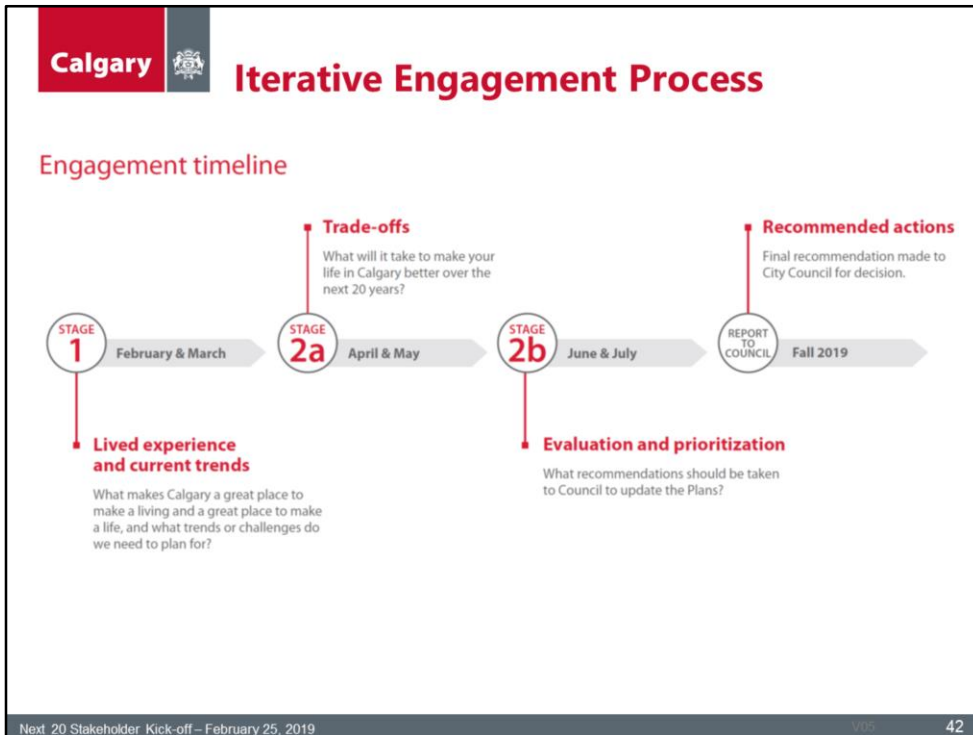 Calgary
Iterative Engagement Process
Engagement timeline
Trade-offs
What will it take to make your
life in Calgary better over the
next 20 years?
Recommended actions
Final recommendation made to
City Council for decision.
STAGE
1
February & March
STAGE
2a
April & May
STAGE
2b
June & July
REPORT
TO
COUNCIL
Fall 2019
Lived experience
and current trends
What makes Calgary a great place to
make a living and a great place to make
a life, and what trends or challenges do
we need to plan for?
Evaluation and prioritization
What recommendations should be taken
to Council to update the Plans?
Next 20 Stakeholder Kick-off – February 25, 2019
V05
42